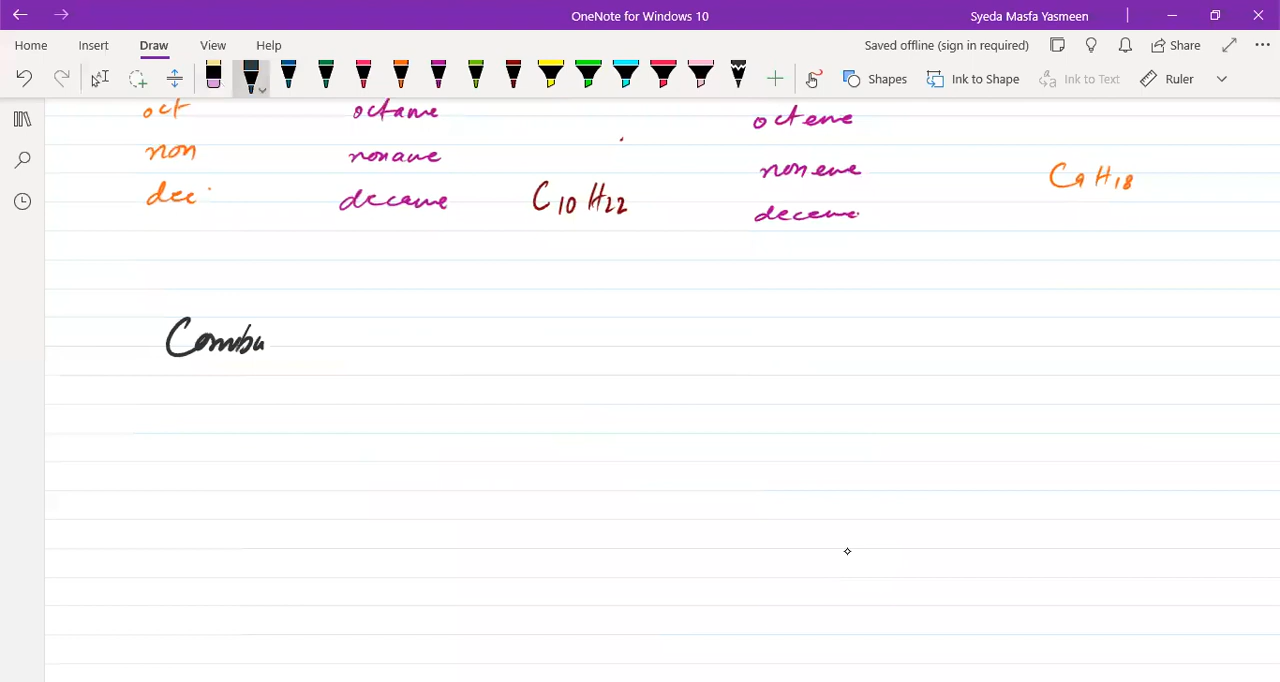 OneNote for Windows 10
Syeda Masfa Yasmeen
Home Insert Draw View Help
Saved offline (sign in required) Share
Shapes Ink to Shape Ink to Text Ruler
oct octane octene
non nonane nonene C9H18
dec decane C10H22 decene
Combu